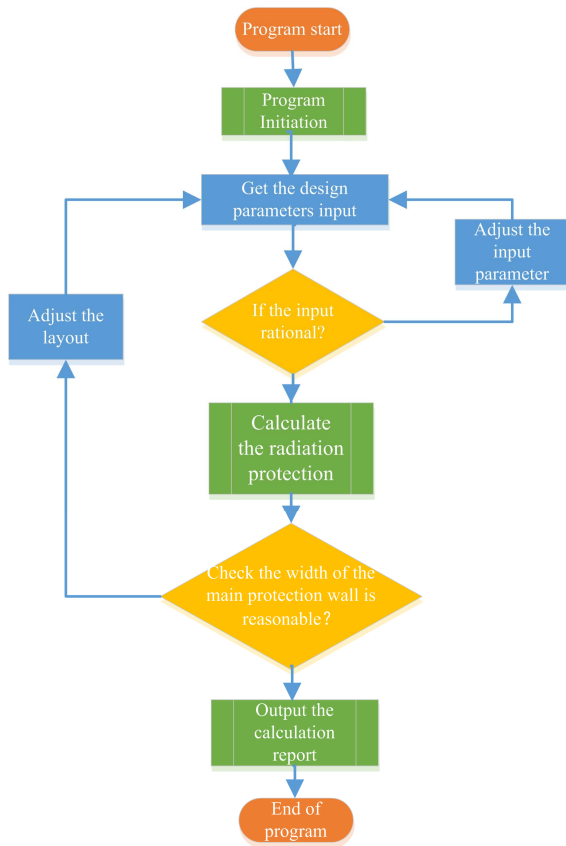 Program start
Program
Initiation
Get the design
parameters input
Adjust the
input
parameter
If the input
rational?
Adjust the
layout
Calculate
the radiation
protection
Check the width of the
main protection wall is
reasonable?
Output the
calculation
report
End of
program